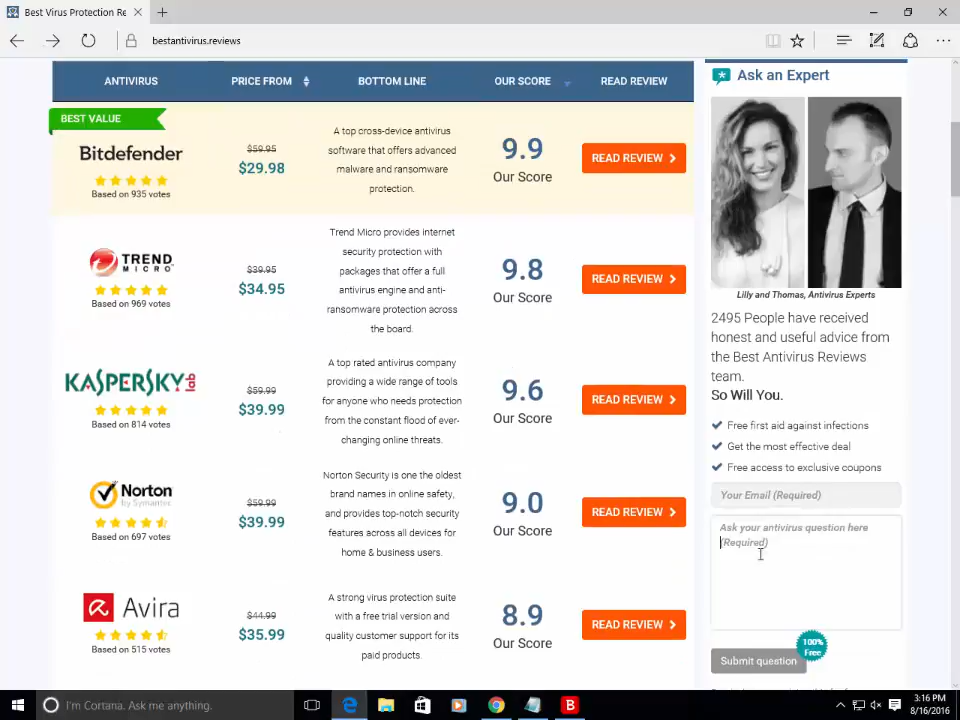 Best Virus Protection Re
bestantivirus.reviews
ANTIVIRUS PRICE FROM BOTTOM LINE OUR SCORE READ REVIEW
BEST VALUE
Bitdefender
Based on 935 votes
$59.95
$29.98
A top cross-device antivirus
software that offers advanced
malware and ransomware
protection.
9.9
Our Score
READ REVIEW
TREND
MICRO
Based on 969 votes
$39.95
$34.95
Trend Micro provides internet
security protection with
packages that offer a full
antivirus engine and anti-
ransomware protection across
the board.
9.8
Our Score
READ REVIEW
KASPERSKY lab
Based on 814 votes
$59.99
$39.99
A top rated antivirus company
providing a wide range of tools
for anyone who needs protection
from the constant flood of ever-
changing online threats.
9.6
Our Score
READ REVIEW
Norton
by Symantec
Based on 697 votes
$59.99
$39.99
Norton Security is one the oldest
brand names in online safety,
and provides top-notch security
features across all devices for
home & business users.
9.0
Our Score
READ REVIEW
Avira
Based on 515 votes
$44.99
$35.99
A strong virus protection suite
with a free trial version and
quality customer support for its
paid products.
8.9
Our Score
READ REVIEW
Ask an Expert
Lilly and Thomas, Antivirus Experts
2495 People have received
honest and useful advice from
the Best Antivirus Reviews
team.
So Will You.
Free first aid against infections
Get the most effective deal
Free access to exclusive coupons
Your Email (Required)
Ask your antivirus question here
(Required)
100%
Free
Submit question
I'm Cortana. Ask me anything.
B
3:16 PM
8/16/2016